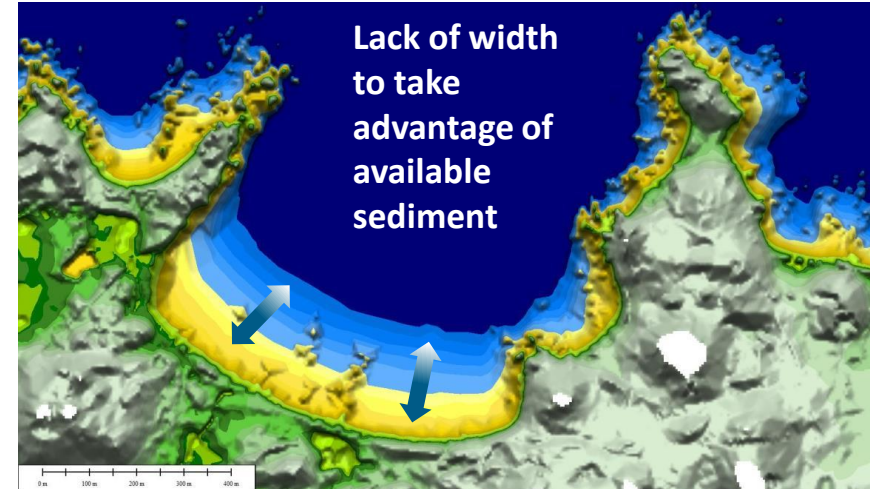 Lack of width
to take
advantage of
available
sediment
0 m 100 m 200 m 300 m 400 m